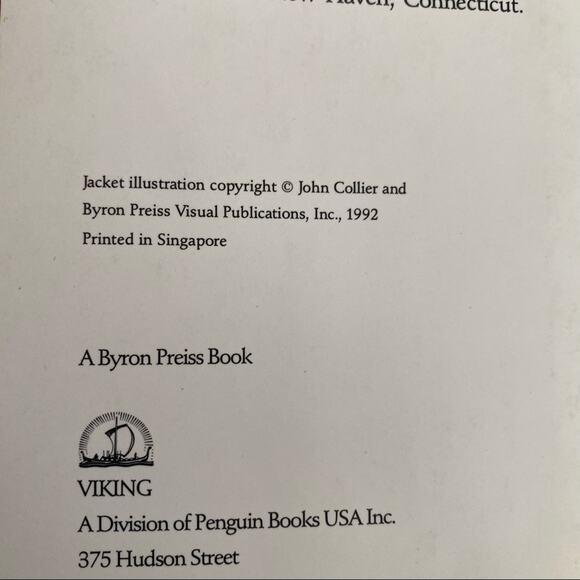 Haven, Connecticut.
Jacket illustration copyright © John Collier and
Byron Preiss Visual Publications, Inc., 1992
Printed in Singapore
A Byron Preiss Book
VIKING
A Division of Penguin Books USA Inc.
375 Hudson Street